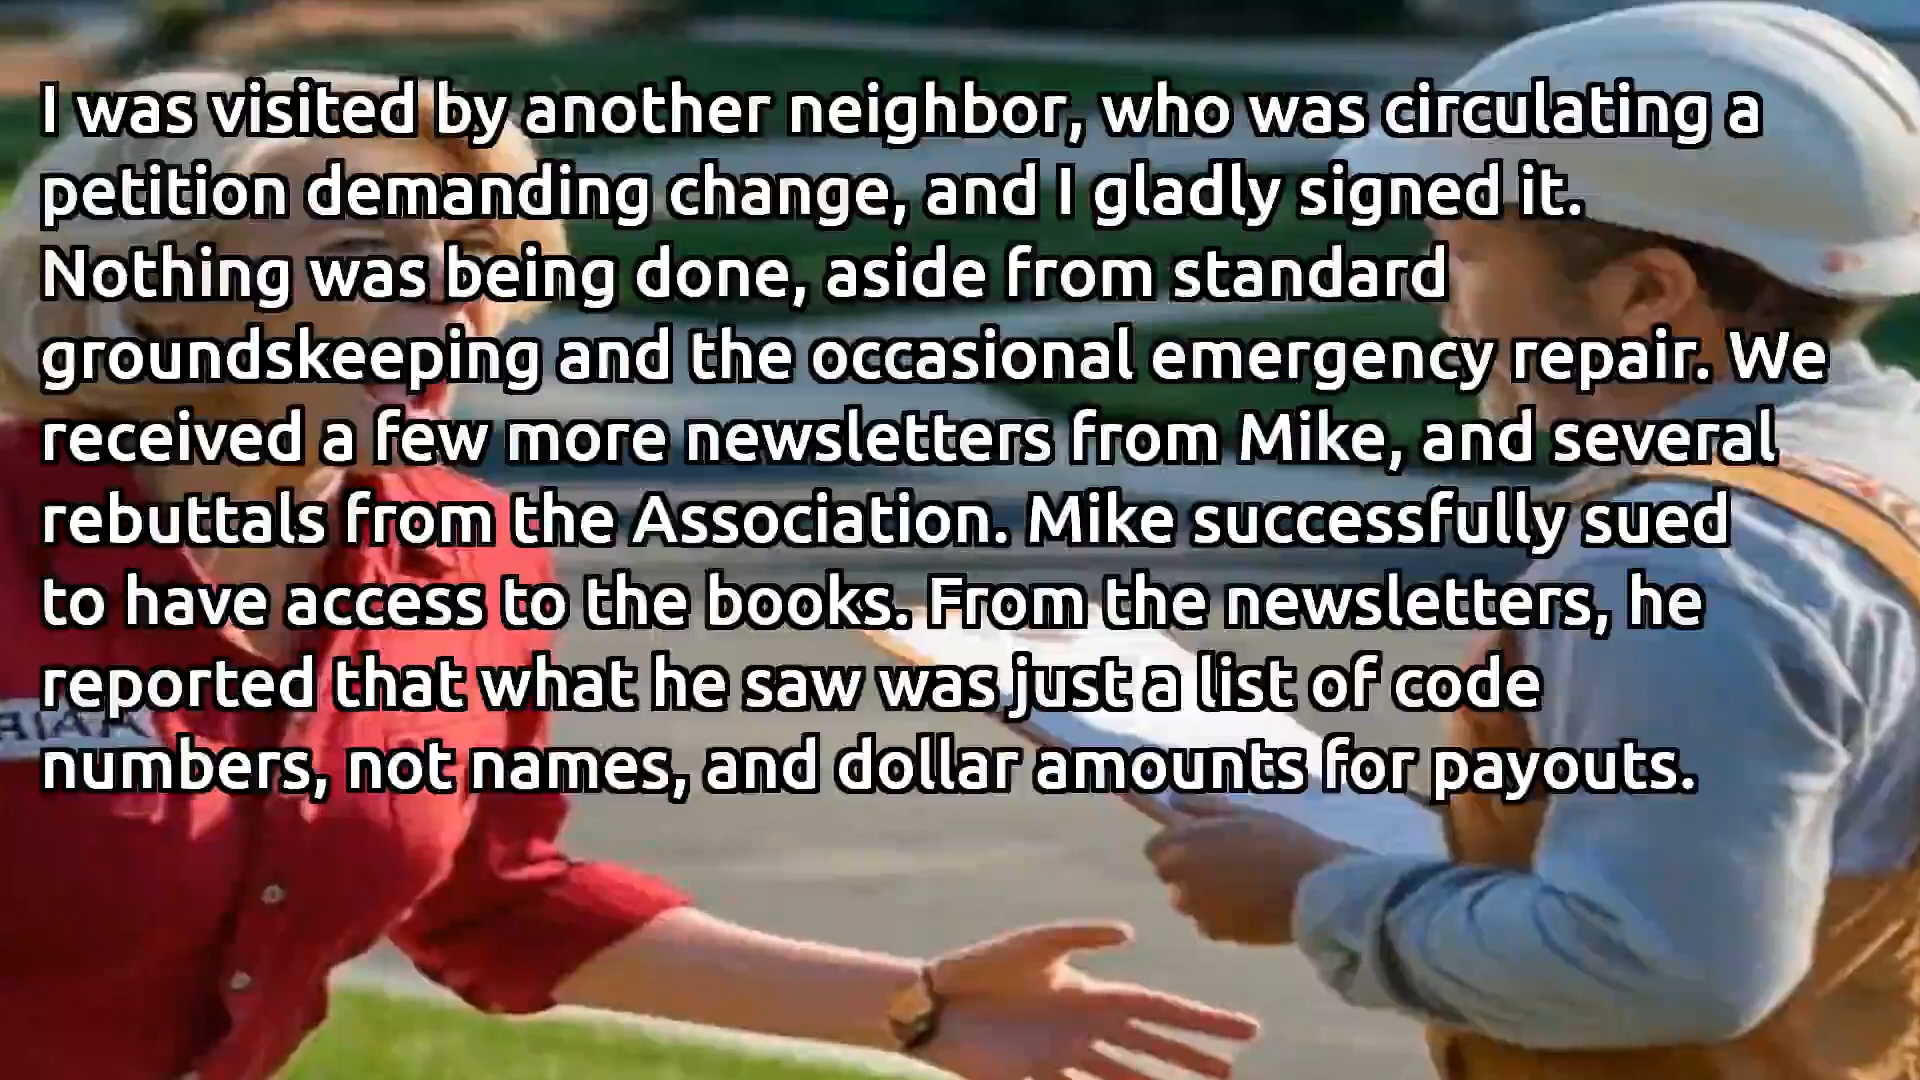 I was visited by another neighbor, who was circulating a
petition demanding change, and I gladly signed it.
Nothing was being done, aside from standard
groundskeeping and the occasional emergency repair. We
received a few more newsletters from Mike, and several
rebuttals from the Association. Mike successfully sued
to have access to the books. From the newsletters, he
reported that what he saw was just a list of code
numbers, not names, and dollar amounts for payouts.